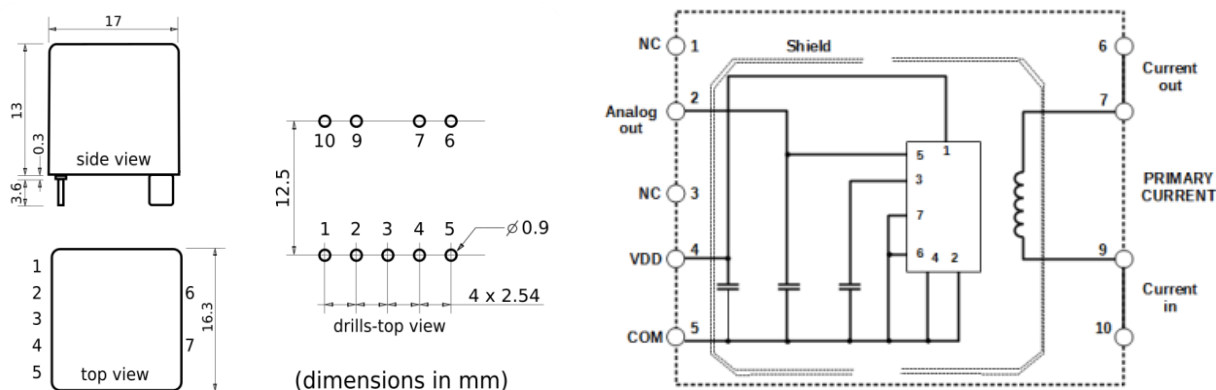 17
13
0.3
3.6
side view
1
2
3
4
5
6
7
16.3
top view
10 9 7 6
12.5
1 2 3 4 5
⌀ 0.9
4 x 2.54
drills-top view
(dimensions in mm)
NC 1
Shield
6
Current
out
7
2
Analog
out
5
1
3
7
6 4 2
NC 3
PRIMARY
CURRENT
VDD 4
9
Current
in
COM 5
10